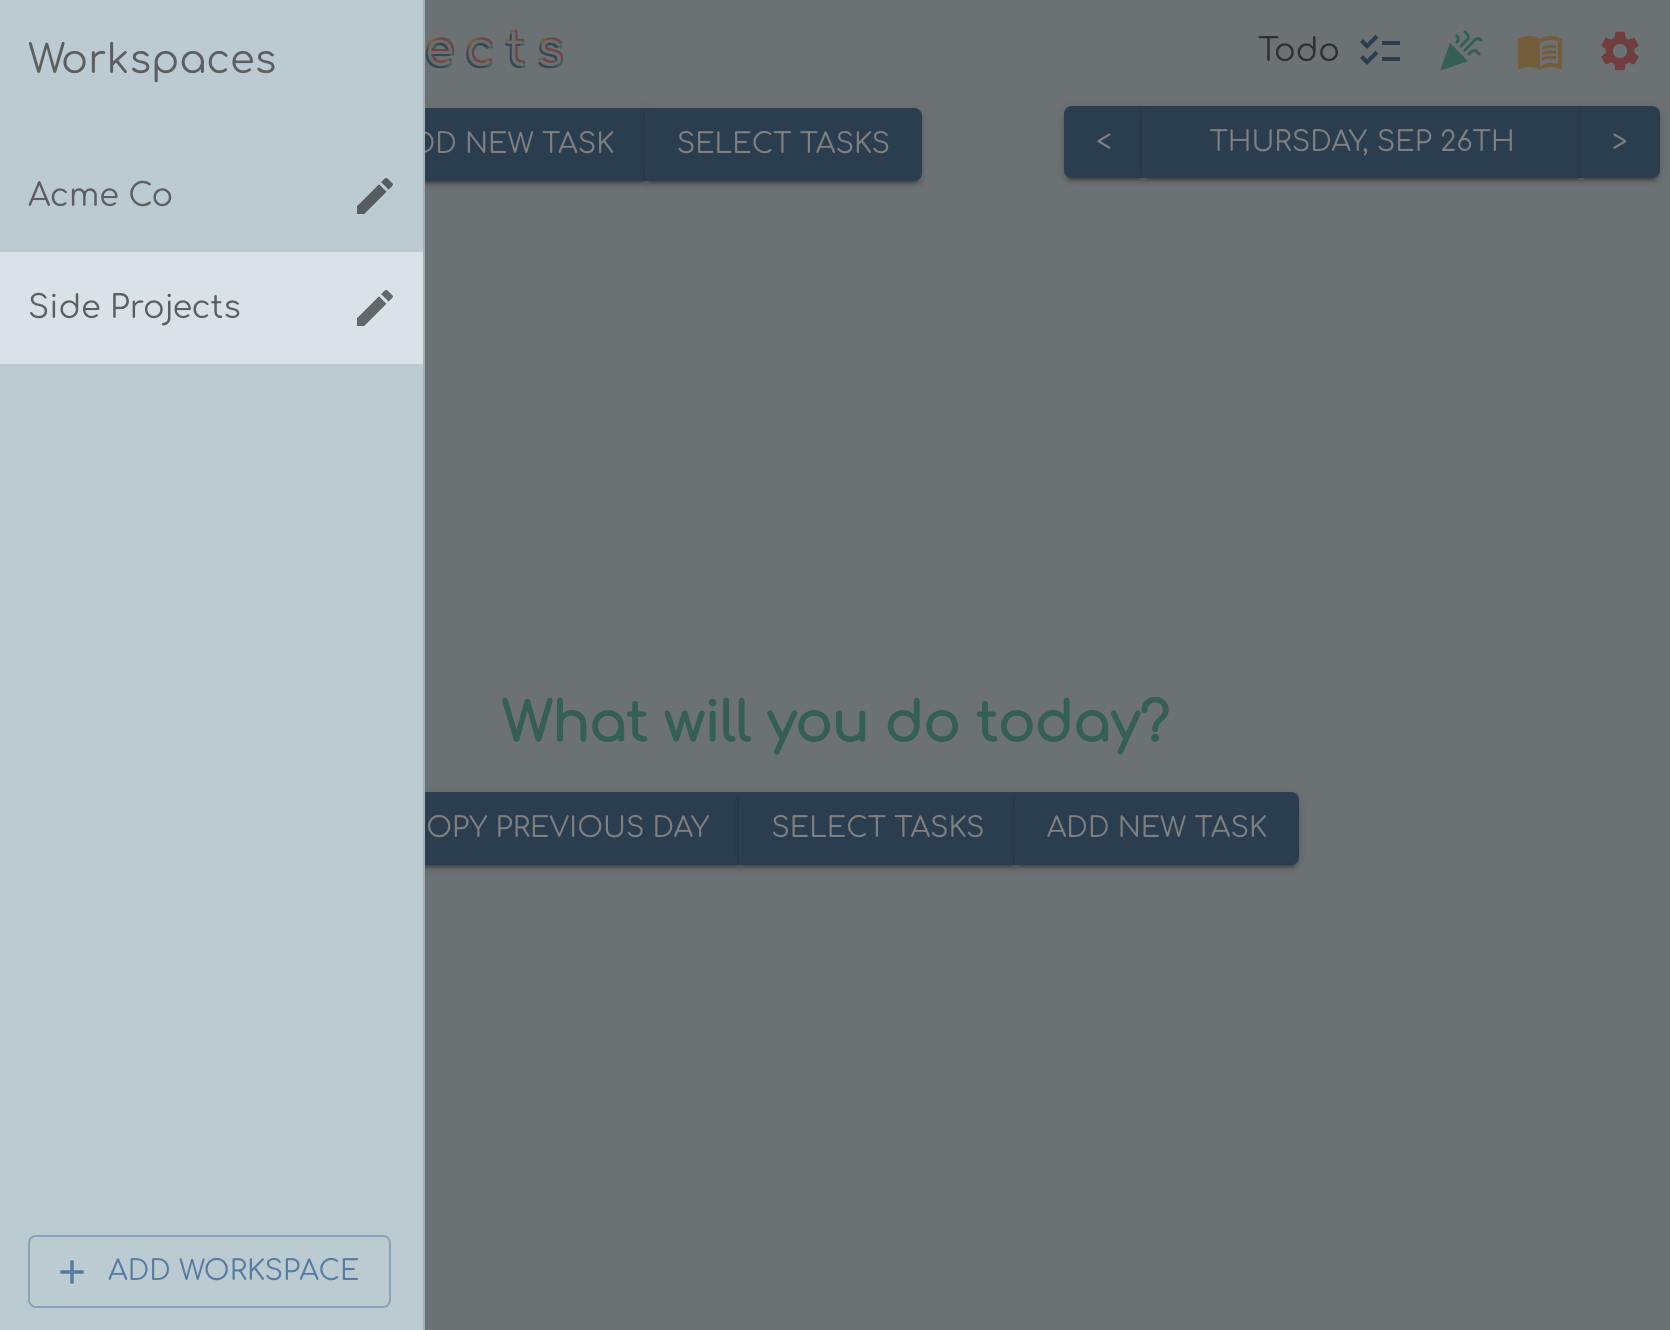 Workspaces
ects
Todo
DD NEW TASK
SELECT TASKS
<
THURSDAY, SEP 26TH
>
Acme Co
Side Projects
What will you do today?
OPY PREVIOUS DAY
SELECT TASKS
ADD NEW TASK
+ ADD WORKSPACE